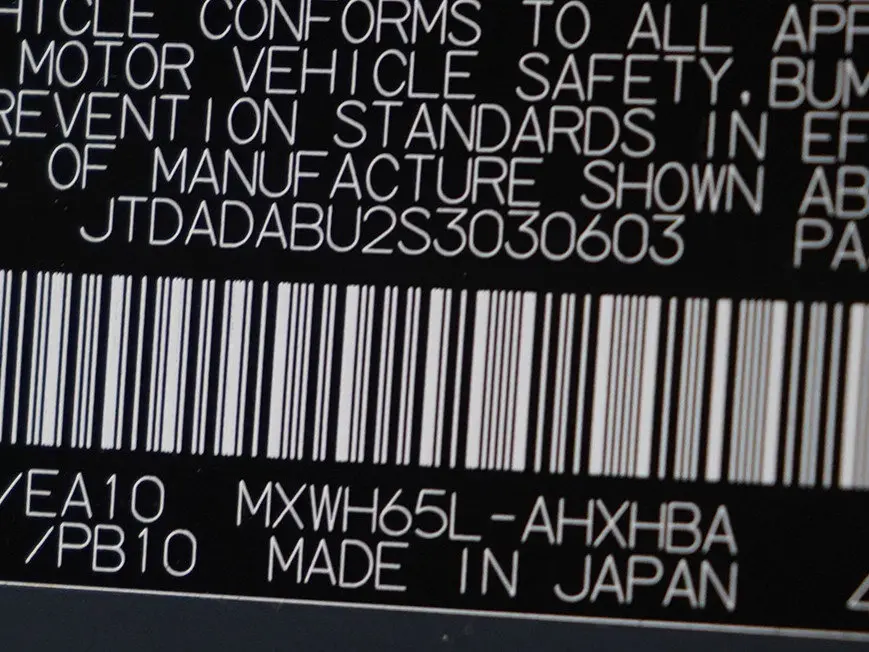 HICLE CONFORMS TO ALL APP
MOTOR VEHICLE SAFETY, BUM
REVENTION STANDARDS IN EF
E OF MANUFACTURE SHOWN AB
JTDADABU2S3030603 PA
/EA10 MXWH65L-AHXHBA
/PB10 MADE IN JAPAN